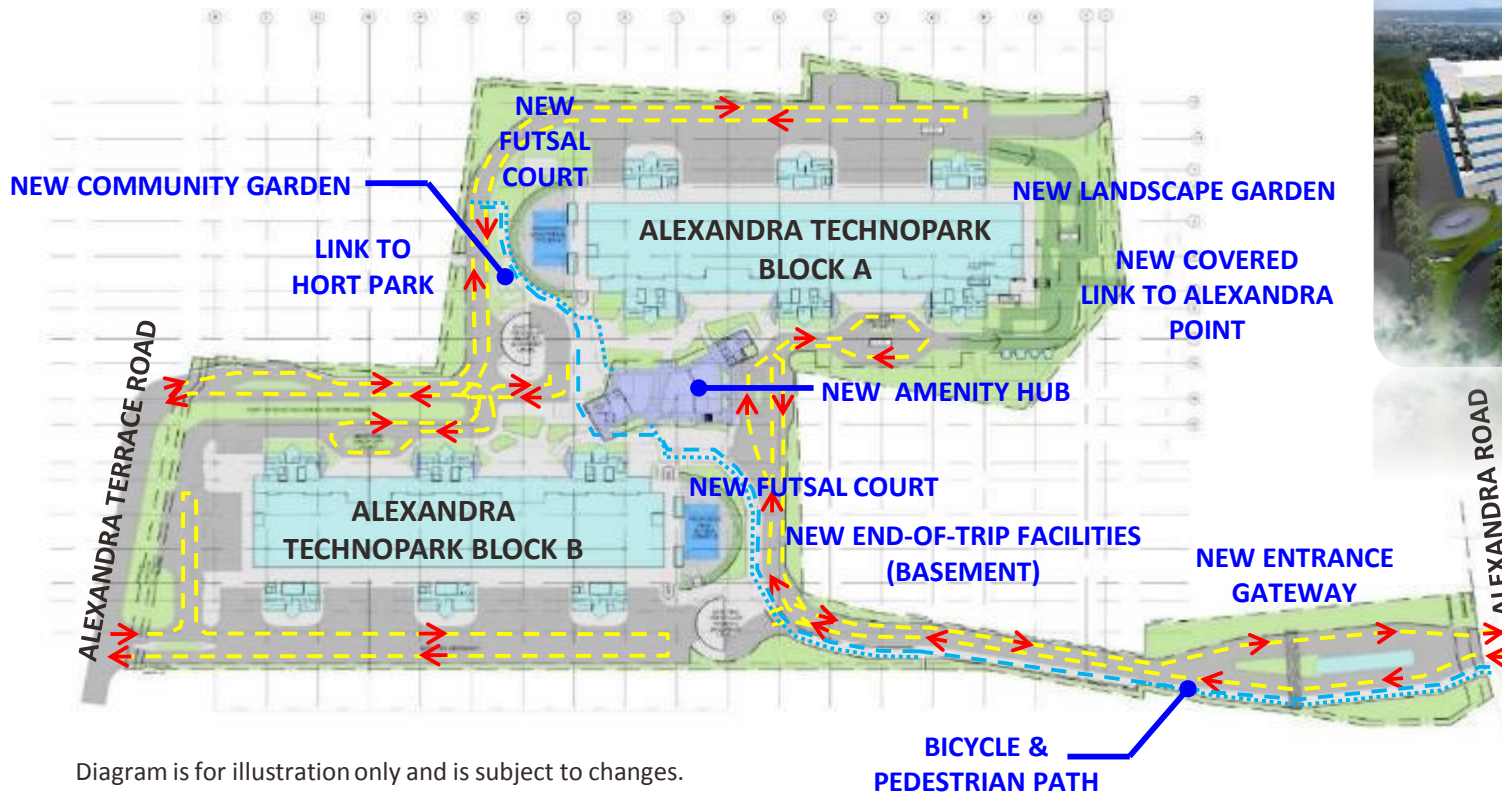 NEW
FUTSAL
COURT
NEW COMMUNITY GARDEN
NEW LANDSCAPE GARDEN
ALEXANDRA TECHNOPARK
BLOCK A
LINK TO
HORT PARK
NEW COVERED
LINK TO ALEXANDRA
POINT
ALEXANDRA TERRACE ROAD
NEW AMENITY HUB
ALEXANDRA ROAD
NEW FUTSAL COURT
ALEXANDRA
TECHNOPARK BLOCK B
NEW END-OF-TRIP FACILITIES
(BASEMENT)
NEW ENTRANCE
GATEWAY
BICYCLE &
PEDESTRIAN PATH
Diagram is for illustration only and is subject to changes.